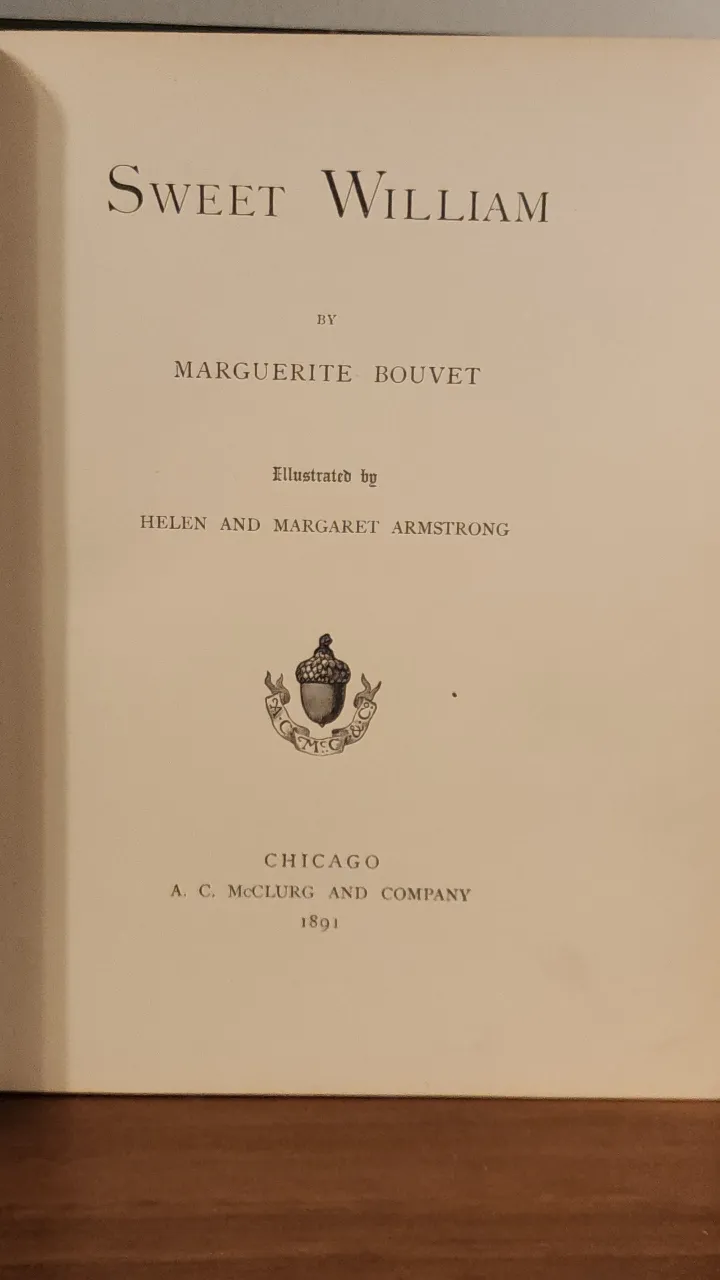 Sweet William
BY
MARGUERITE BOUVET
Illustrated by
HELEN AND MARGARET ARMSTRONG
A. C. McC. & Co.
CHICAGO
A. C. McCLURG AND COMPANY
1891